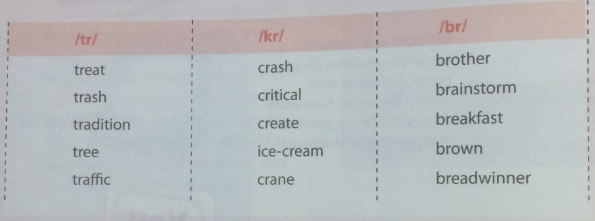 /tr/ /kr/ /br/
treat crash brother
trash critical brainstorm
tradition create breakfast
tree ice-cream brown
traffic crane breadwinner